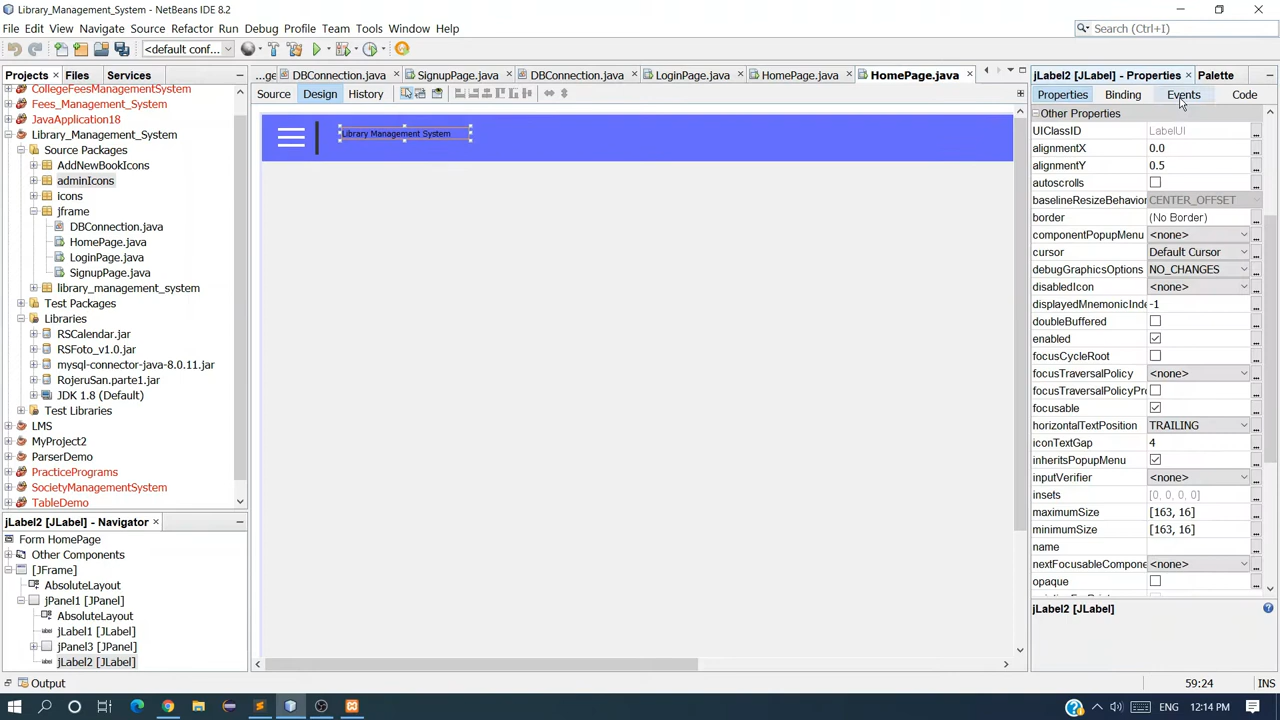 Library_Management_System - NetBeans IDE 8.2
File Edit View Navigate Source Refactor Run Debug Profile Team Tools Window Help
Search (Ctrl+I)
<default conf...
Projects Files Services
...ge DBConnection.java SignupPage.java DBConnection.java LoginPage.java HomePage.java HomePage.java
jLabel2 [JLabel] - Properties Palette
Source Design History
Properties Binding Events Code
CollegeFeesManagementSystem
Fees_Management_System
JavaApplication18
Library_Management_System
Source Packages
AddNewBookIcons
adminIcons
icons
jframe
DBConnection.java
HomePage.java
LoginPage.java
SignupPage.java
library_management_system
Test Packages
Libraries
RSCalendar.jar
RSFoto_v1.0.jar
mysql-connector-java-8.0.11.jar
RojeruSan.parte1.jar
JDK 1.8 (Default)
Test Libraries
LMS
MyProject2
ParserDemo
PracticePrograms
SocietyManagementSystem
TableDemo
jLabel2 [JLabel] - Navigator
Form HomePage
Other Components
[JFrame]
AbsoluteLayout
jPanel1 [JPanel]
AbsoluteLayout
jLabel1 [JLabel]
jPanel3 [JPanel]
jLabel2 [JLabel]
Library Management System
Other Properties
UIClassID LabelUI
alignmentX 0.0
alignmentY 0.5
autoscrolls
baselineResizeBehavior CENTER_OFFSET
border (No Border)
componentPopupMenu <none>
cursor Default Cursor
debugGraphicsOptions NO_CHANGES
disabledIcon <none>
displayedMnemonicInde -1
doubleBuffered
enabled
focusCycleRoot
focusTraversalPolicy <none>
focusTraversalPolicyPro
focusable
horizontalTextPosition TRAILING
iconTextGap 4
inheritsPopupMenu
inputVerifier <none>
insets [0, 0, 0, 0]
maximumSize [163, 16]
minimumSize [163, 16]
name
nextFocusableCompone <none>
opaque
jLabel2 [JLabel]
Output
59:24 INS
ENG 12:14 PM